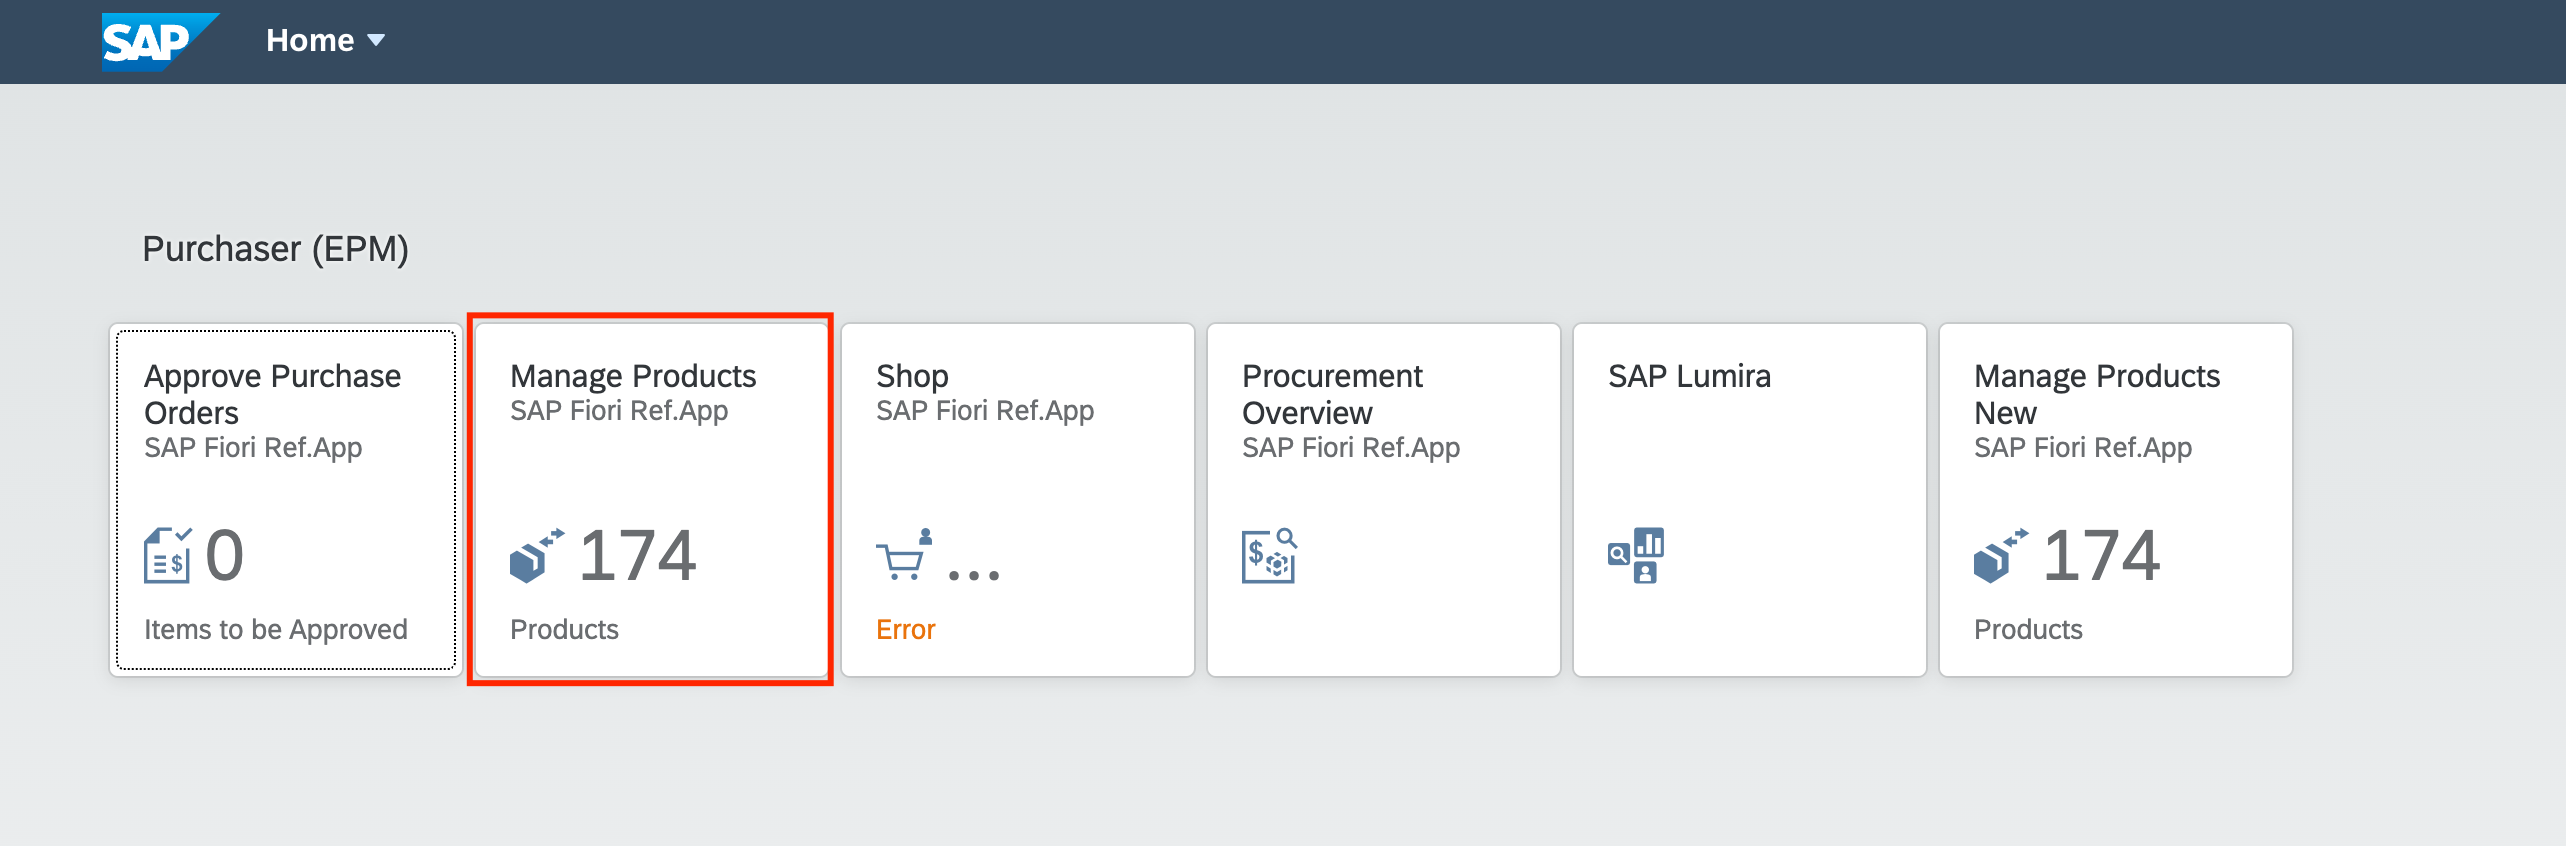 SAP
Home
Purchaser (EPM)
Approve Purchase
Orders
SAP Fiori Ref.App
0
Items to be Approved
Manage Products
SAP Fiori Ref.App
174
Products
Shop
SAP Fiori Ref.App
...
Error
Procurement
Overview
SAP Fiori Ref.App
$
SAP Lumira
Manage Products
New
SAP Fiori Ref.App
174
Products